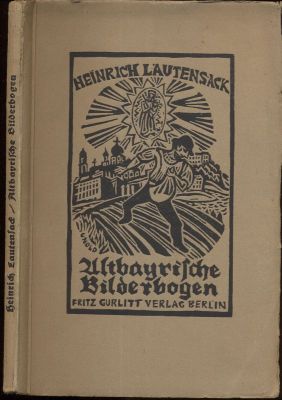 HEINRICH LAUTENSACK
Altbayrische
Bilderbogen
FRITZ GURLITT VERLAG BERLIN
Heinrich Lautensack / Altbayrische Bilderbogen